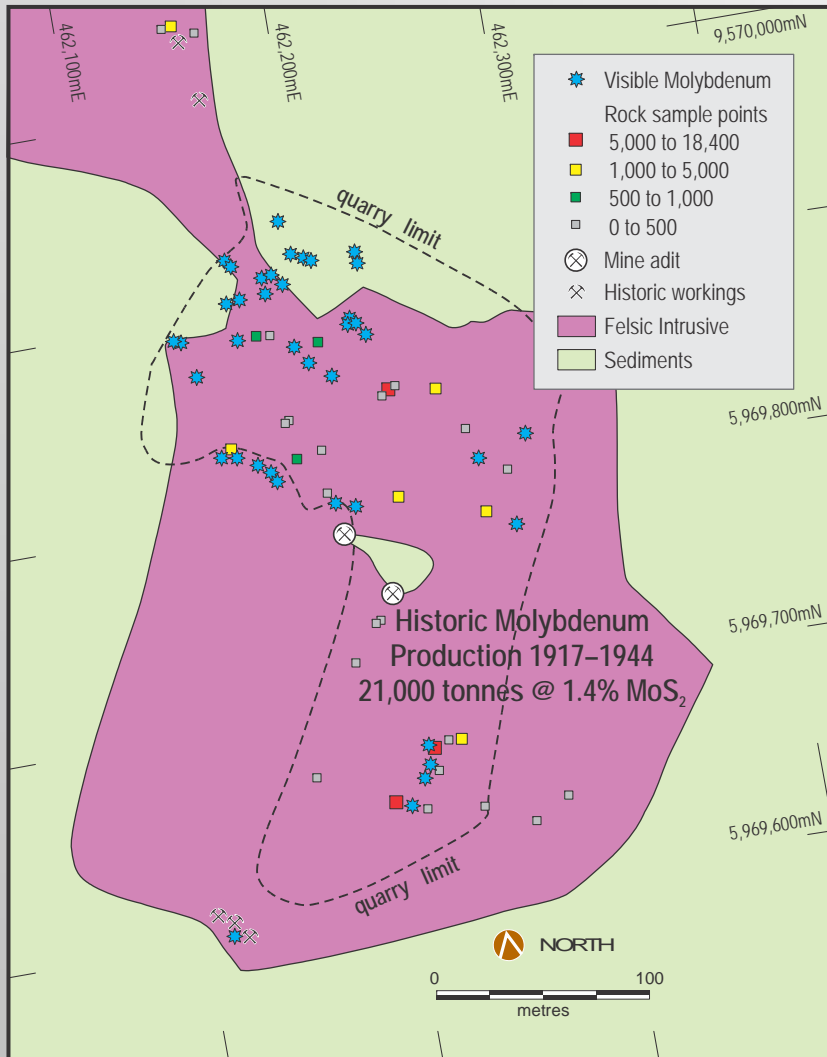 462,100mE
462,200mE
462,300mE
9,570,000mN
Visible Molybdenum
Rock sample points
5,000 to 18,400
1,000 to 5,000
500 to 1,000
0 to 500
Mine adit
Historic workings
Felsic Intrusive
Sediments
quarry limit
5,969,800mN
5,969,700mN
Historic Molybdenum
Production 1917–1944
21,000 tonnes @ 1.4% MoS₂
5,969,600mN
quarry limit
NORTH
0 100
metres